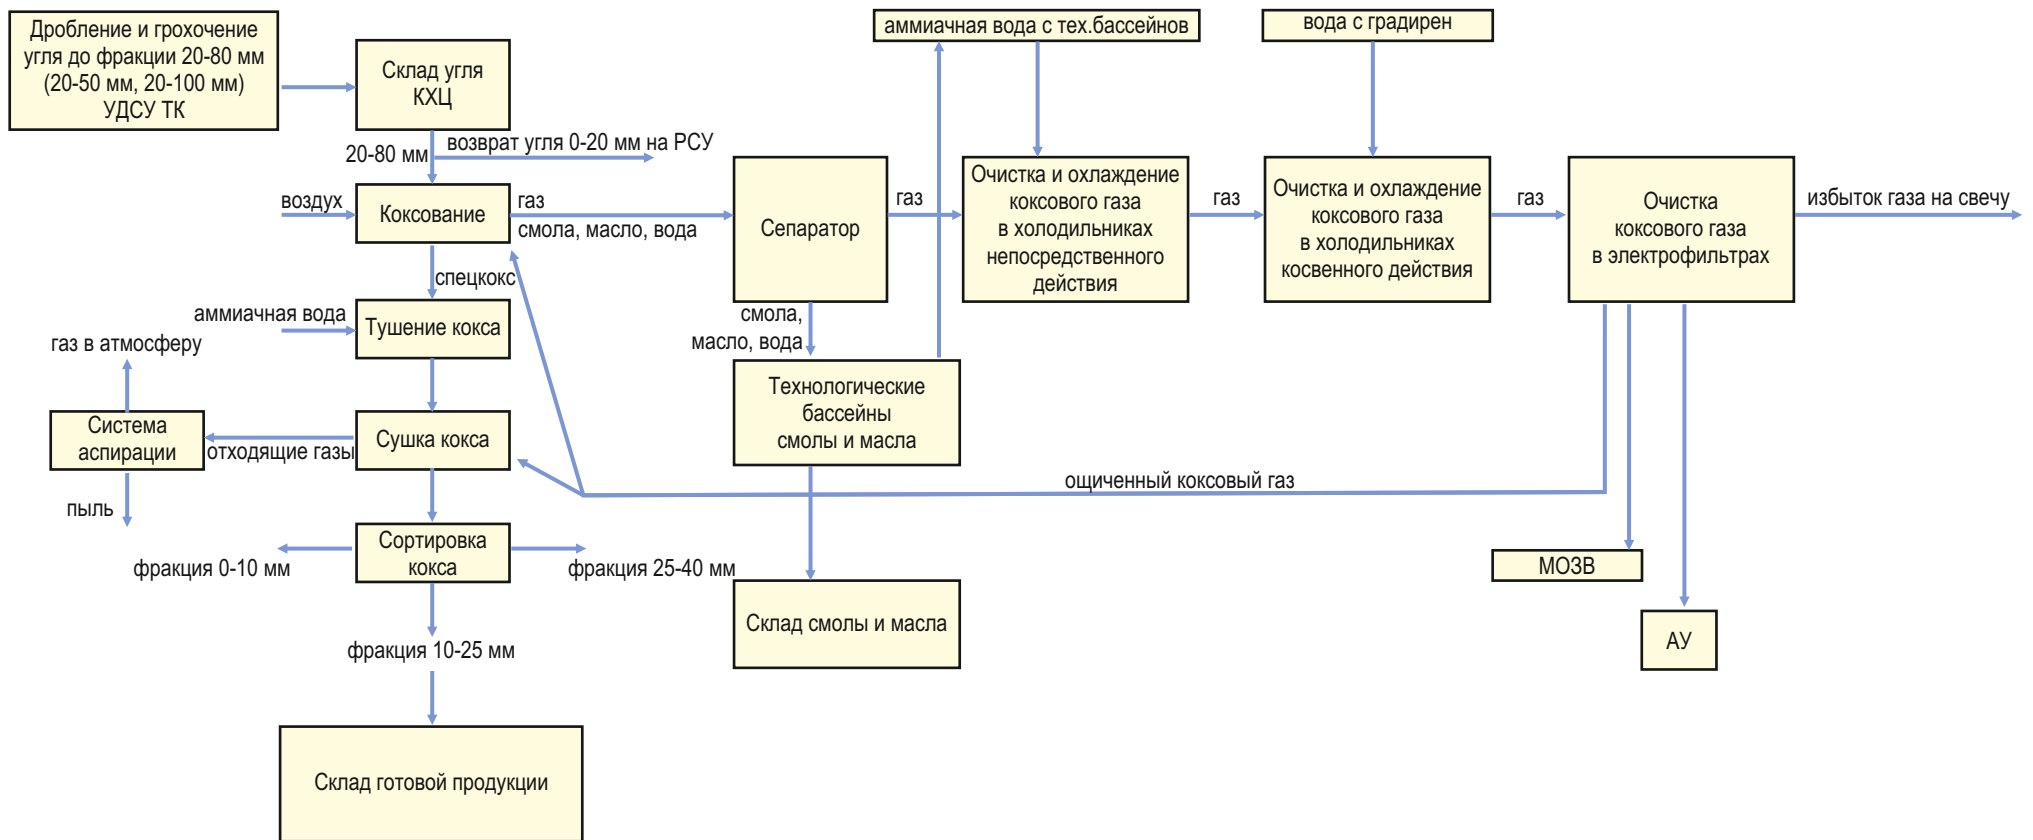 Дробление и грохочение
угля до фракции 20-80 мм
(20-50 мм, 20-100 мм)
УДСУ ТК
Склад угля
КХЦ
аммиачная вода с тех.бассейнов
вода с градирен
20-80 мм
возврат угля 0-20 мм на РСУ
воздух
Коксование
газ
смола, масло, вода
Сепаратор
газ
Очистка и охлаждение
коксового газа
в холодильниках
непосредственного
действия
газ
Очистка и охлаждение
коксового газа
в холодильниках
косвенного действия
газ
Очистка
коксового газа
в электрофильтрах
избыток газа на свечу
спецкокс
аммиачная вода
Тушение кокса
смола,
масло, вода
газ в атмосферу
Технологические
бассейны
смолы и масла
Система
аспирации
отходящие газы
Сушка кокса
ощиченный коксовый газ
пыль
Сортировка
кокса
фракция 0-10 мм
фракция 25-40 мм
МОЗВ
Склад смолы и масла
АУ
фракция 10-25 мм
Склад готовой продукции